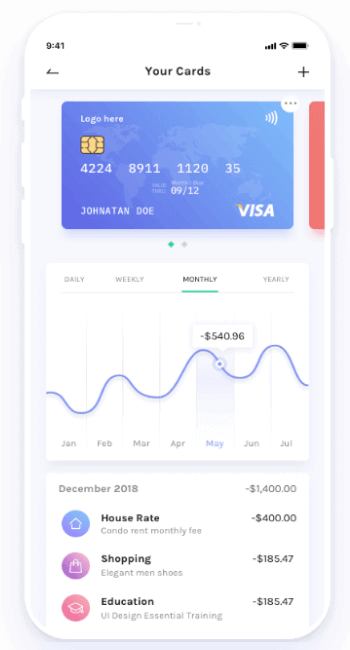 9:41
Your Cards
Logo here
4224 8911 1120 35
VALID THRU
Month / Year
09/12
JOHNATAN DOE
VISA
DAILY WEEKLY MONTHLY YEARLY
-$540.96
Jan Feb Mar Apr May Jun Jul
December 2018 -$1,400.00
House Rate -$400.00
Condo rent monthly fee
Shopping -$185.47
Elegant men shoes
Education -$185.47
UI Design Essential Training